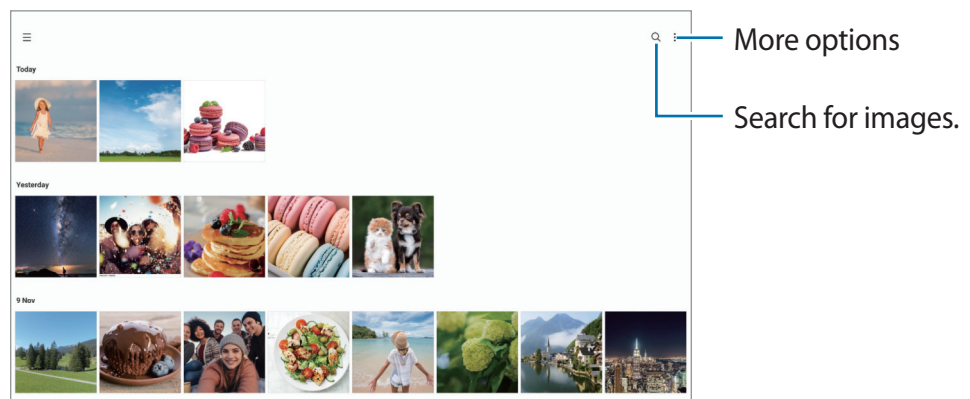 More options
Today
Search for images.
Yesterday
9 Nov